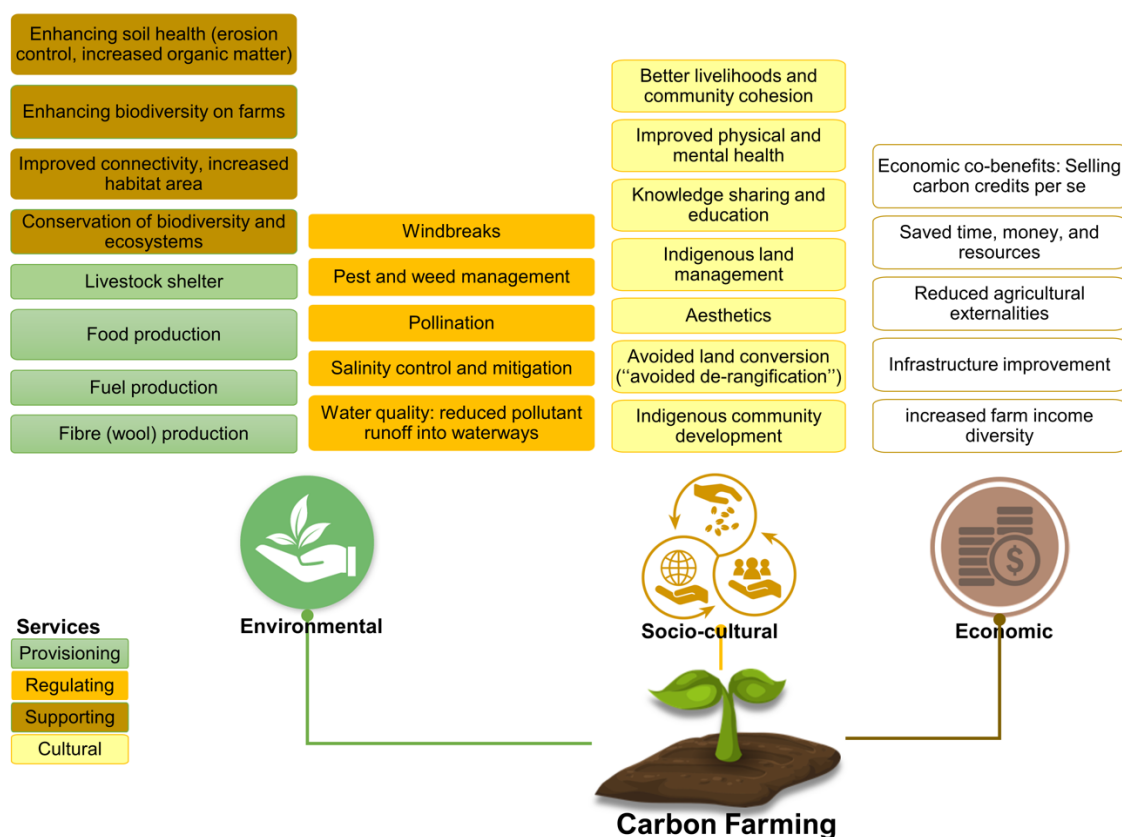 Enhancing soil health (erosion
control, increased organic matter)
Enhancing biodiversity on farms
Improved connectivity, increased
habitat area
Conservation of biodiversity and
ecosystems
Livestock shelter
Food production
Fuel production
Fibre (wool) production
Windbreaks
Pest and weed management
Pollination
Salinity control and mitigation
Water quality: reduced pollutant
runoff into waterways
Better livelihoods and
community cohesion
Improved physical and
mental health
Knowledge sharing and
education
Indigenous land
management
Aesthetics
Avoided land conversion
(‘‘avoided de-rangification’’)
Indigenous community
development
Economic co-benefits: Selling
carbon credits per se
Saved time, money, and
resources
Reduced agricultural
externalities
Infrastructure improvement
increased farm income
diversity
$
Environmental
Socio-cultural
Economic
Services
Provisioning
Regulating
Supporting
Cultural
Carbon Farming